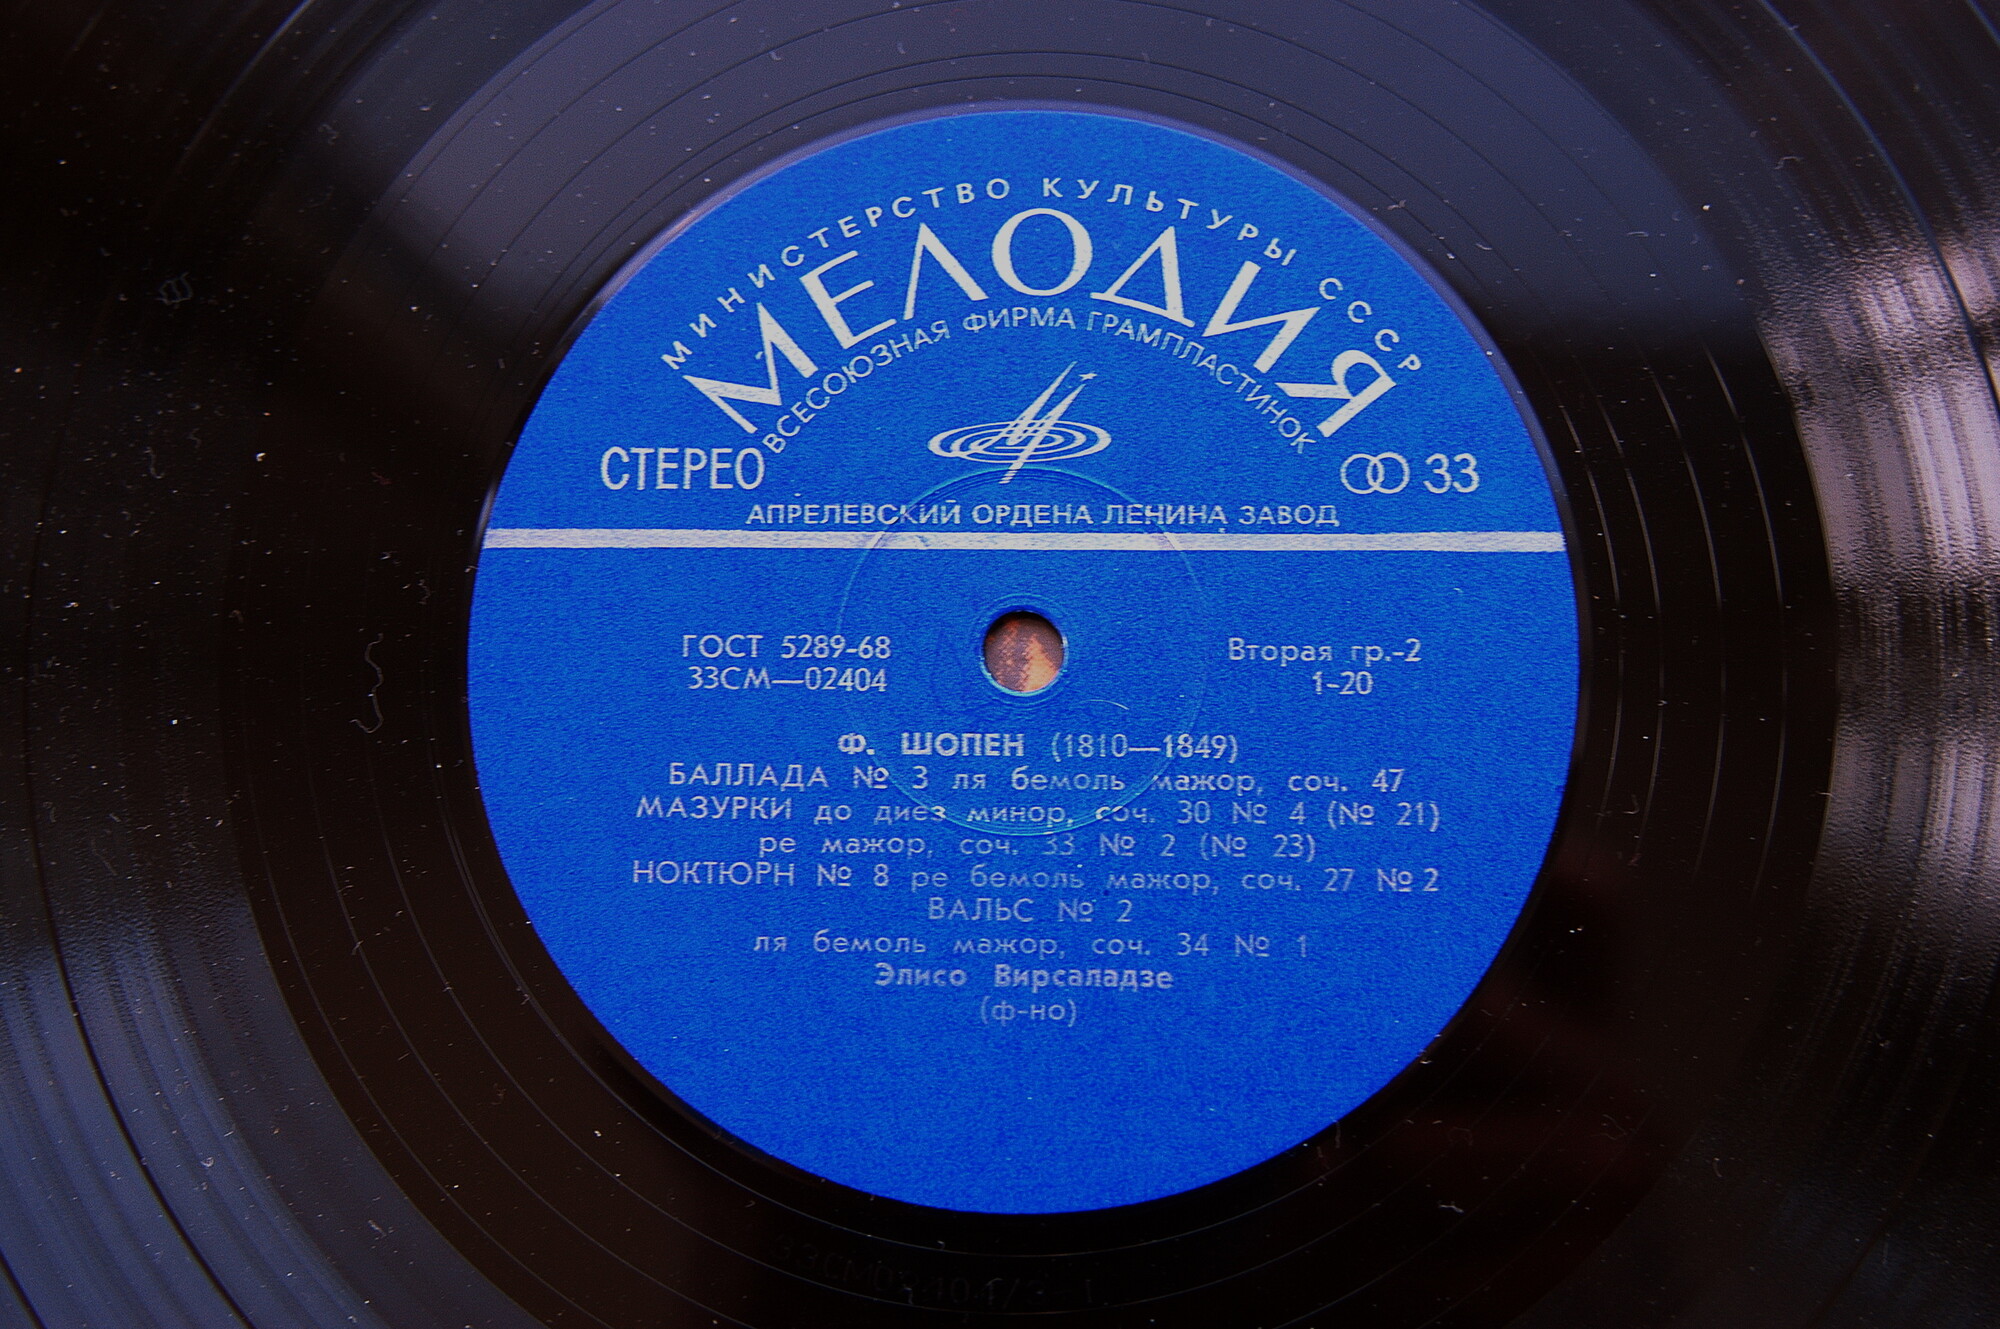 МИНИСТЕРСТВО КУЛЬТУРЫ СССР
МЕЛОДИЯ
ВСЕСОЮЗНАЯ ФИРМА ГРАМПЛАСТИНОК
СТЕРЕО
33
АПРЕЛЕВСКИЙ ОРДЕНА ЛЕНИНА ЗАВОД
ГОСТ 5289-68
33СМ—02404
Вторая гр.-2
1-20
Ф. ШОПЕН (1810—1849)
БАЛЛАДА № 3 ля бемоль мажор, соч. 47
МАЗУРКИ до диез минор, соч. 30 № 4 (№ 21)
ре мажор, соч. 33 № 2 (№ 23)
НОКТЮРН № 8 ре бемоль мажор, соч. 27 № 2
ВАЛЬС № 2
ля бемоль мажор, соч. 34 № 1
Элисо Вирсаладзе
(ф-но)